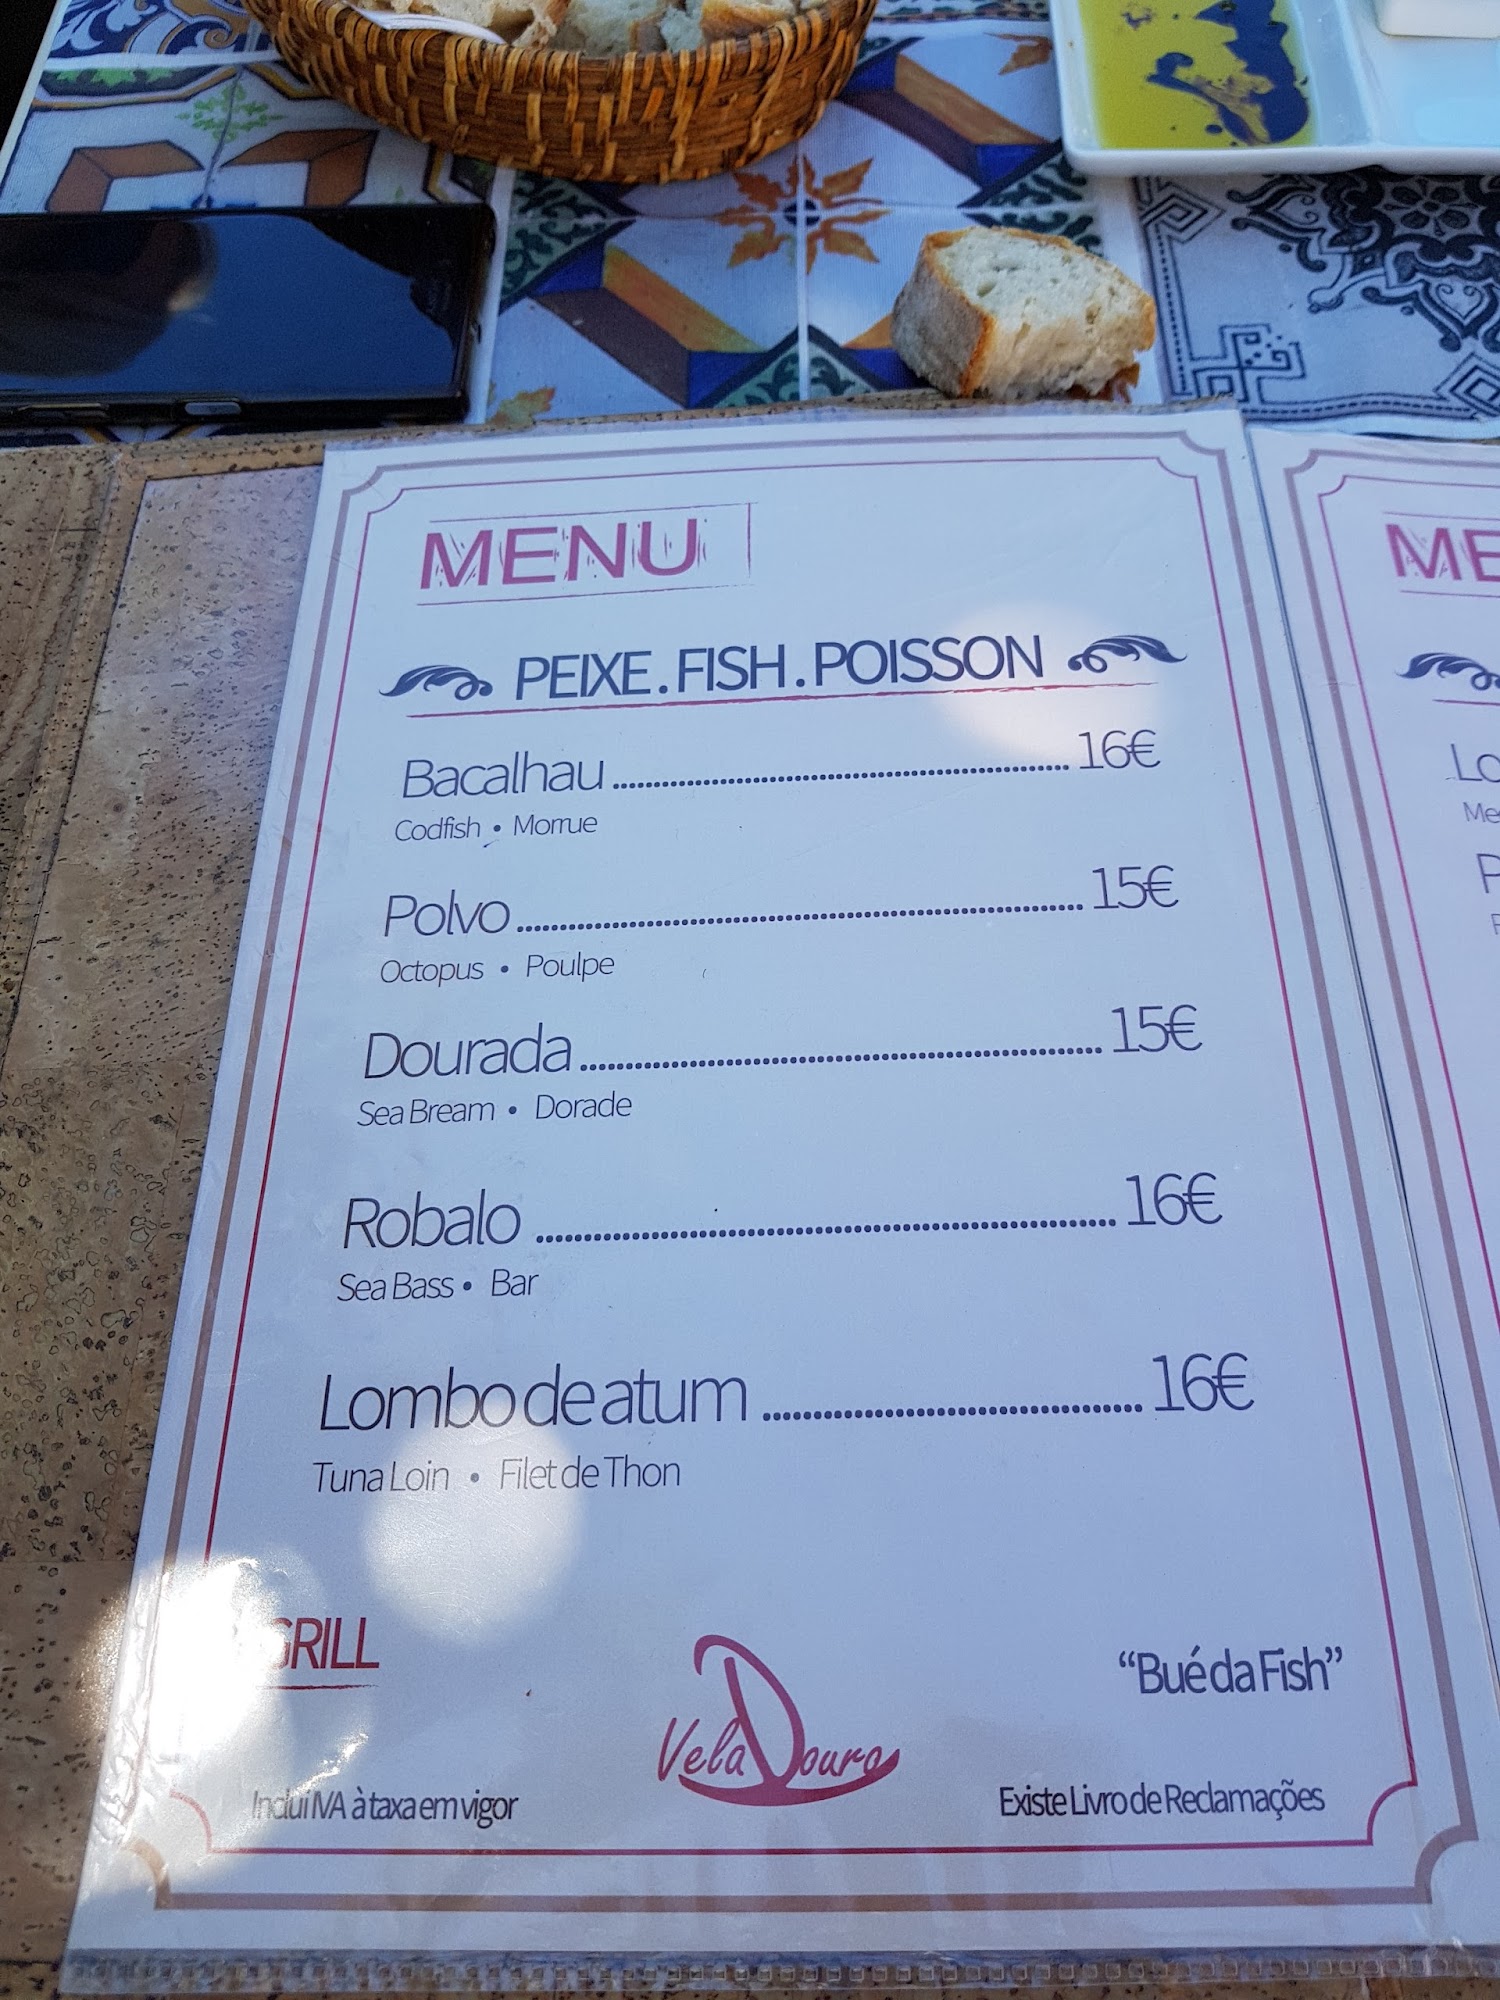 MENU
PEIXE . FISH . POISSON
Bacalhau 16€
Codfish • Morrue
Polvo 15€
Octopus • Poulpe
Dourada 15€
Sea Bream • Dorade
Robalo 16€
Sea Bass • Bar
Lombo de atum 16€
Tuna Loin • Filet de Thon
GRILL
Vela Douro
“Bué da Fish”
Inclui IVA à taxa em vigor
Existe Livro de Reclamações